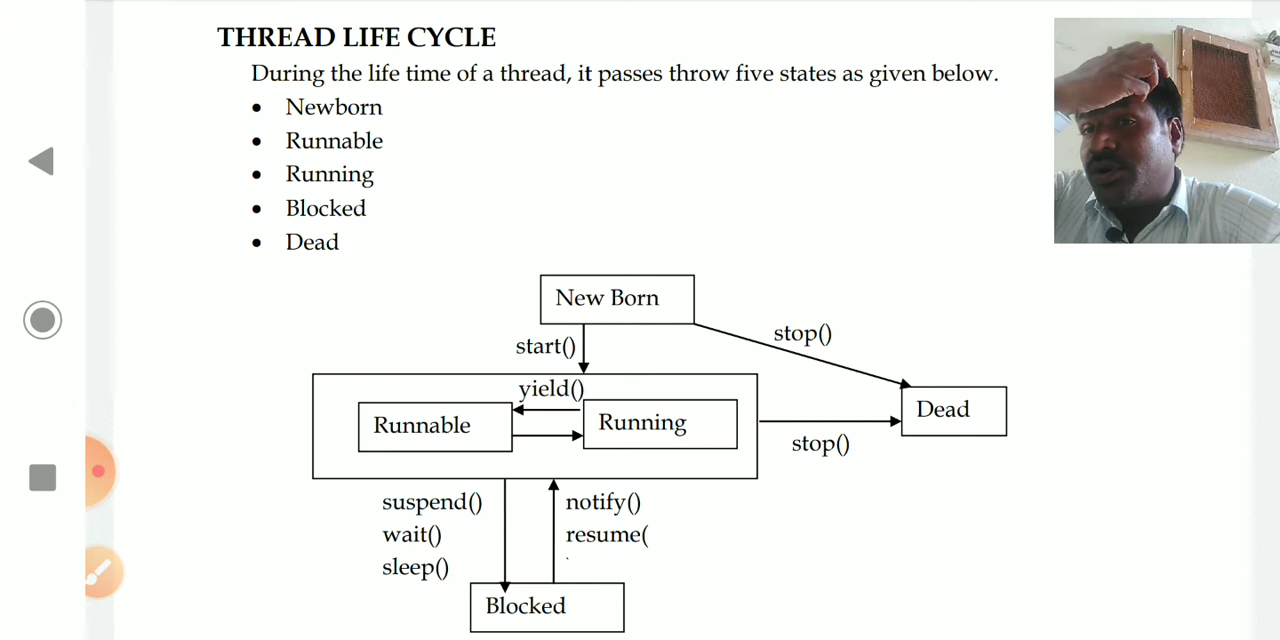 THREAD LIFE CYCLE
During the life time of a thread, it passes throw five states as given below.
• Newborn
• Runnable
• Running
• Blocked
• Dead
New Born
stop()
start()
yield()
Runnable
Running
Dead
stop()
suspend()
notify()
wait()
resume(
sleep()
Blocked